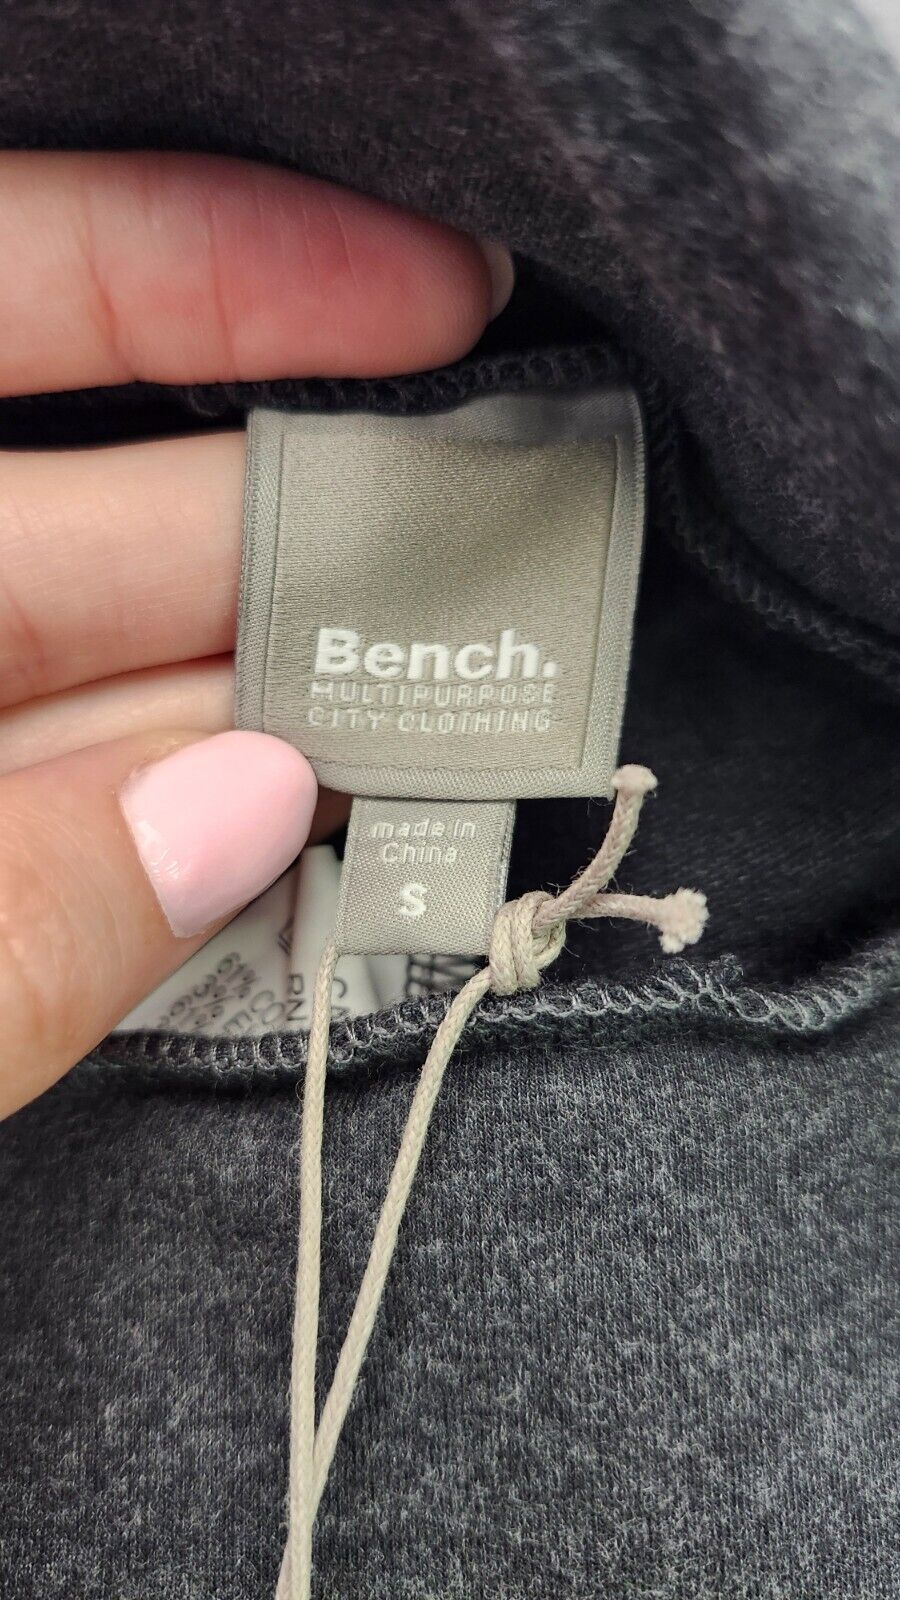 Bench.
MULTIPURPOSE
CITY CLOTHING
made in
China
S